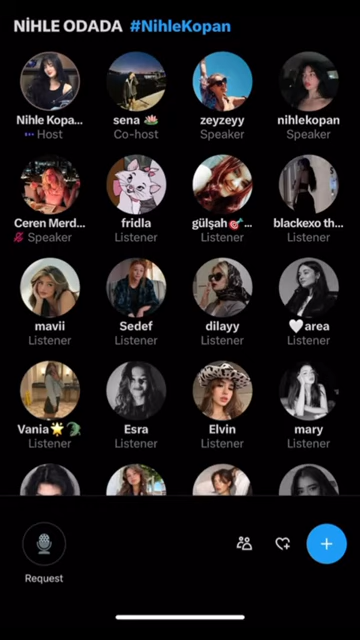 NİHLE ODADA #NihleKopan
Nihle Kopa... sena 🪷 zeyzeyy nihlekopan
Host Co-host Speaker Speaker
Ceren Merd... fridla gülşah 🎯... blackexo th...
Speaker Listener Listener Listener
mavii Sedef dilayy 🤍area
Listener Listener Listener Listener
Vania🌟🐊 Esra Elvin mary
Listener Listener Listener Listener
Request